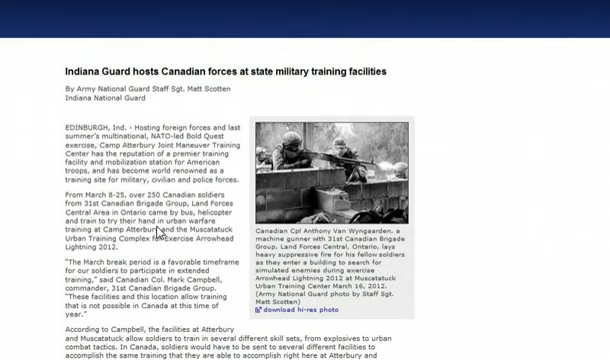 Indiana Guard hosts Canadian forces at state military training facilities
By Army National Guard Staff Sgt. Matt Scotten
Indiana National Guard
EDINBURGH, Ind. - Hosting foreign forces and last
summer's multinational, NATO-led Bold Quest
exercise, Camp Atterbury Joint Maneuver Training
Center has the reputation of a premier training
facility and mobilization station for American
troops, and has become world renowned as a
training site for military, civilian and police forces.
From March 8-25, over 250 Canadian soldiers
from 31st Canadian Brigade Group, Land Forces
Central Area in Ontario came by bus, helicopter
and train to try their hand in urban warfare
training at Camp Atterbury and the Muscatatuck
Urban Training Complex for Exercise Arrowhead
Lightning 2012.
"The March break period is a favorable timeframe
for our soldiers to participate in extended
training," said Canadian Col. Mark Campbell,
commander, 31st Canadian Brigade Group.
"These facilities and this location allow training
that is not possible in Canada at this time of
year."
According to Campbell, the facilities at Atterbury
and Muscatatuck allow soldiers to train in several different skill sets, from explosives to urban
combat tactics. In Canada, soldiers would have to be sent to several different facilities to
accomplish the same training that they are able to accomplish right here at Atterbury and
Canadian Cpl Anthony Van Wyngaarden, a
machine gunner with 31st Canadian Brigade
Group, Land Forces Central, Ontario, lays
heavy suppressive fire for his fellow soldiers
as they enter a building to search for
simulated enemies during exercise
Arrowhead Lightning 2012 at Muscatatuck
Urban Training Center March 16, 2012.
(Army National Guard photo by Staff Sgt.
Matt Scotten)
download hi-res photo